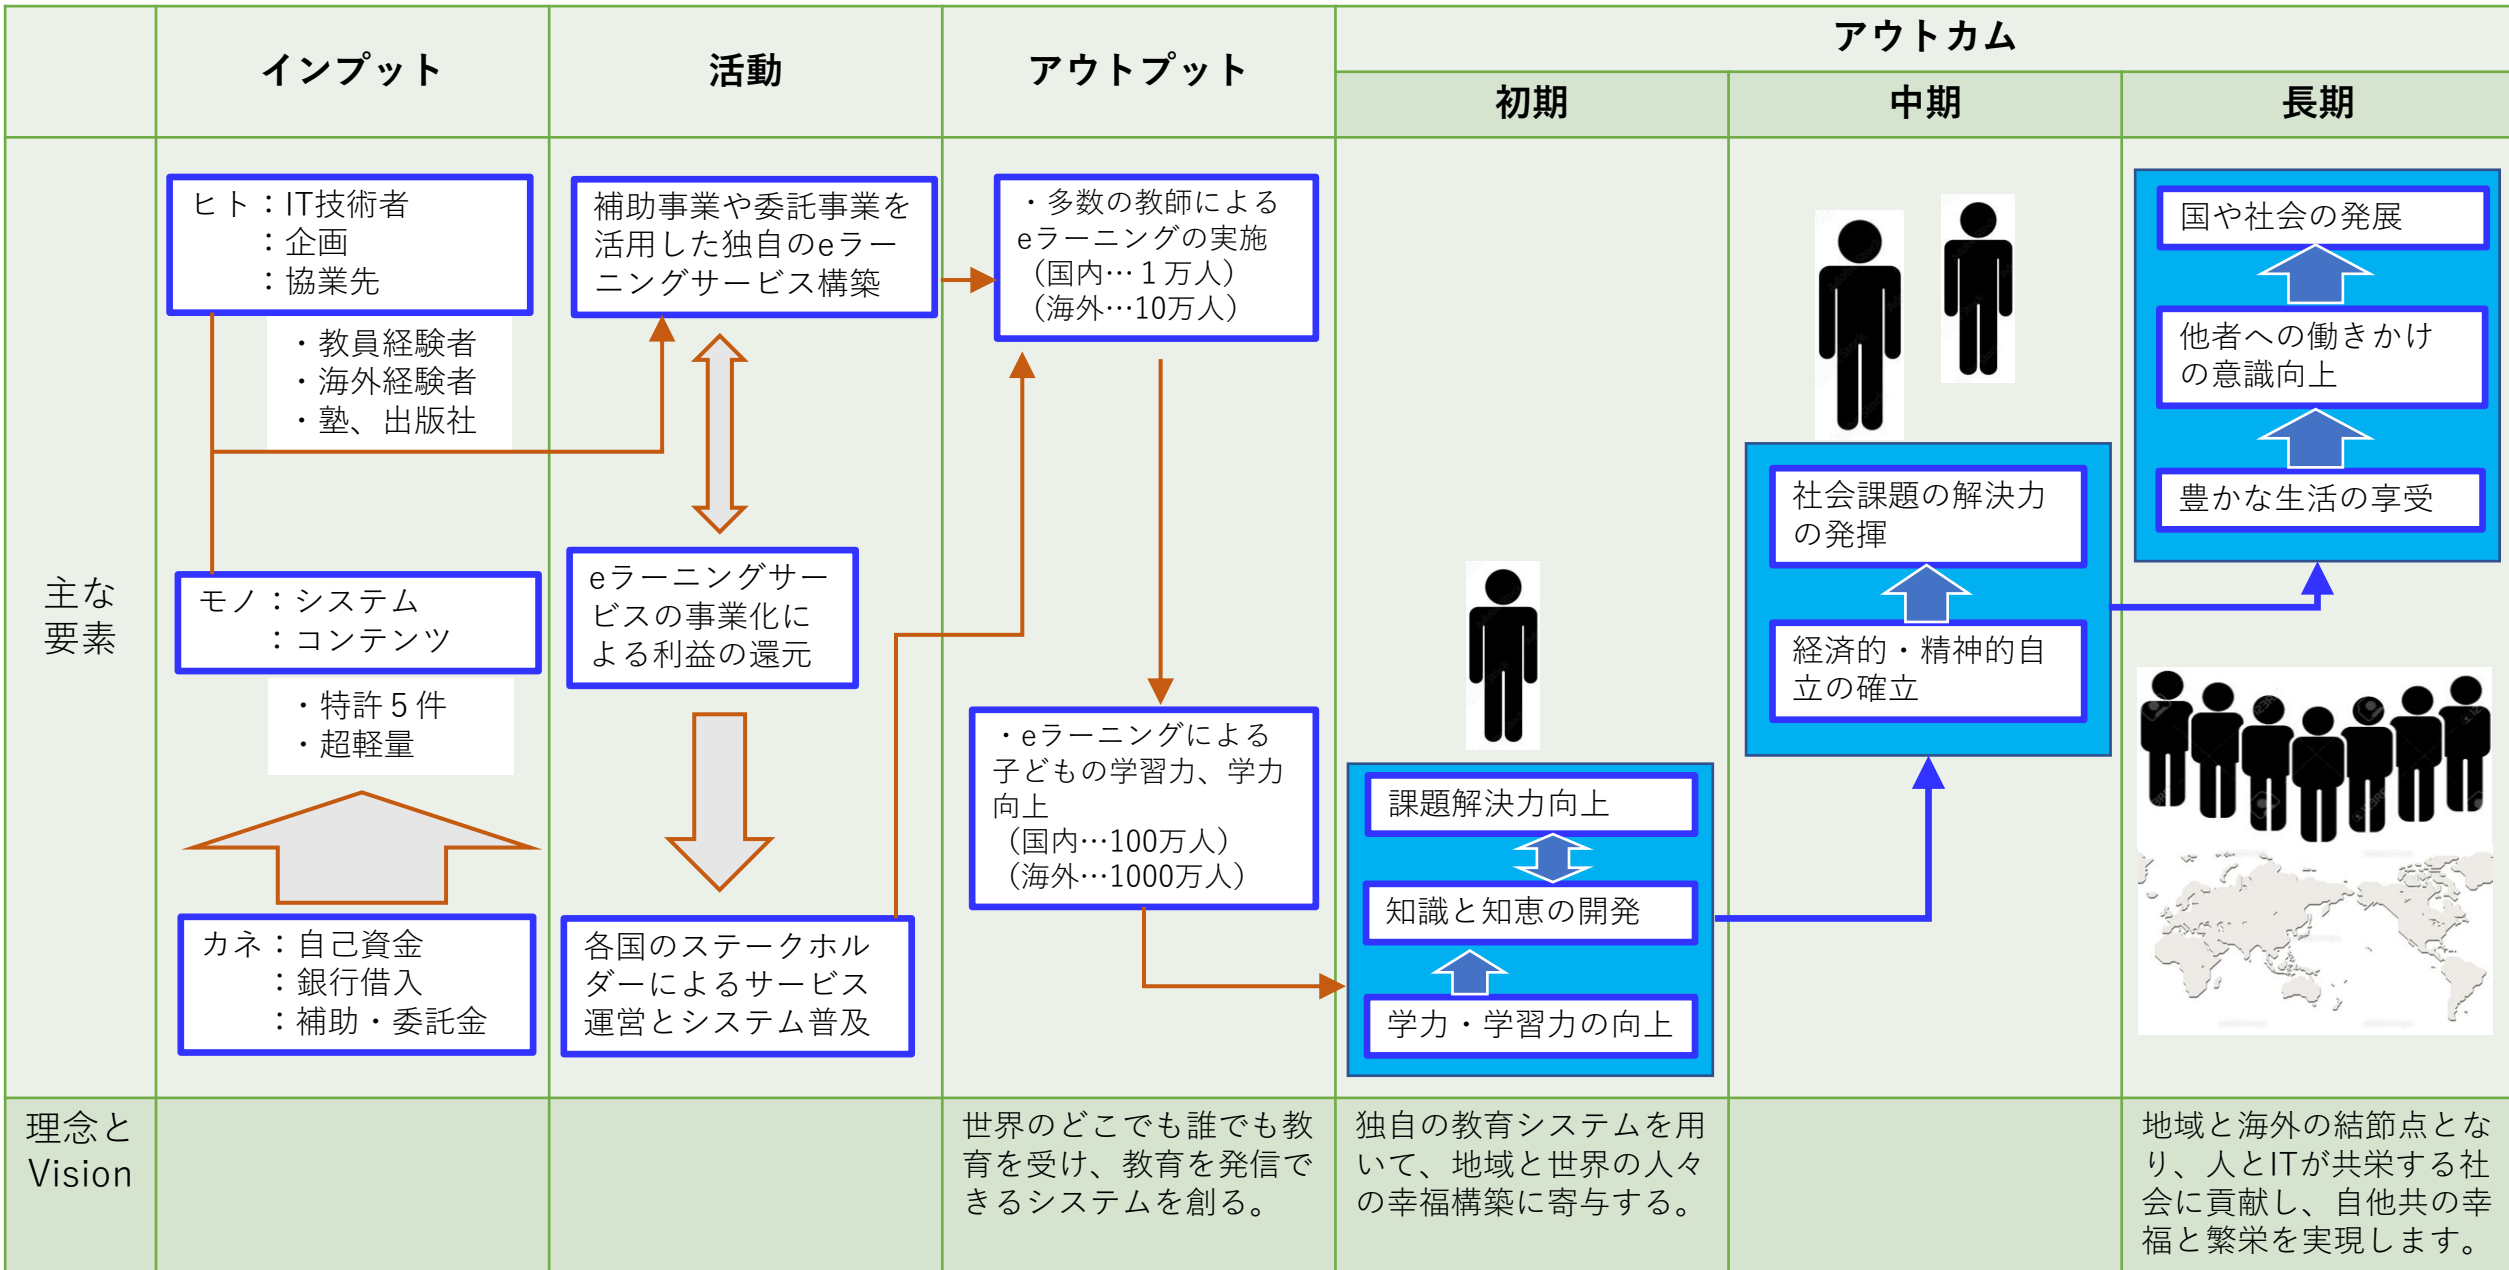 インプット
活動
アウトプット
アウトカム
初期
中期
長期
主な
要素
ヒト：IT技術者
：企画
：協業先
・教員経験者
・海外経験者
・塾、出版社
モノ：システム
：コンテンツ
・特許５件
・超軽量
カネ：自己資金
：銀行借入
：補助・委託金
補助事業や委託事業を
活用した独自のeラー
ニングサービス構築
eラーニングサー
ビスの事業化に
よる利益の還元
各国のステークホル
ダーによるサービス
運営とシステム普及
・多数の教師による
eラーニングの実施
（国内…１万人）
（海外…10万人）
・eラーニングによる
子どもの学習力、学力
向上
（国内…100万人）
（海外…1000万人）
課題解決力向上
知識と知恵の開発
学力・学習力の向上
社会課題の解決力
の発揮
経済的・精神的自
立の確立
国や社会の発展
他者への働きかけ
の意識向上
豊かな生活の享受
理念と
Vision
世界のどこでも誰でも教
育を受け、教育を発信で
きるシステムを創る。
独自の教育システムを用
いて、地域と世界の人々
の幸福構築に寄与する。
地域と海外の結節点とな
り、人とITが共栄する社
会に貢献し、自他共の幸
福と繁栄を実現します。